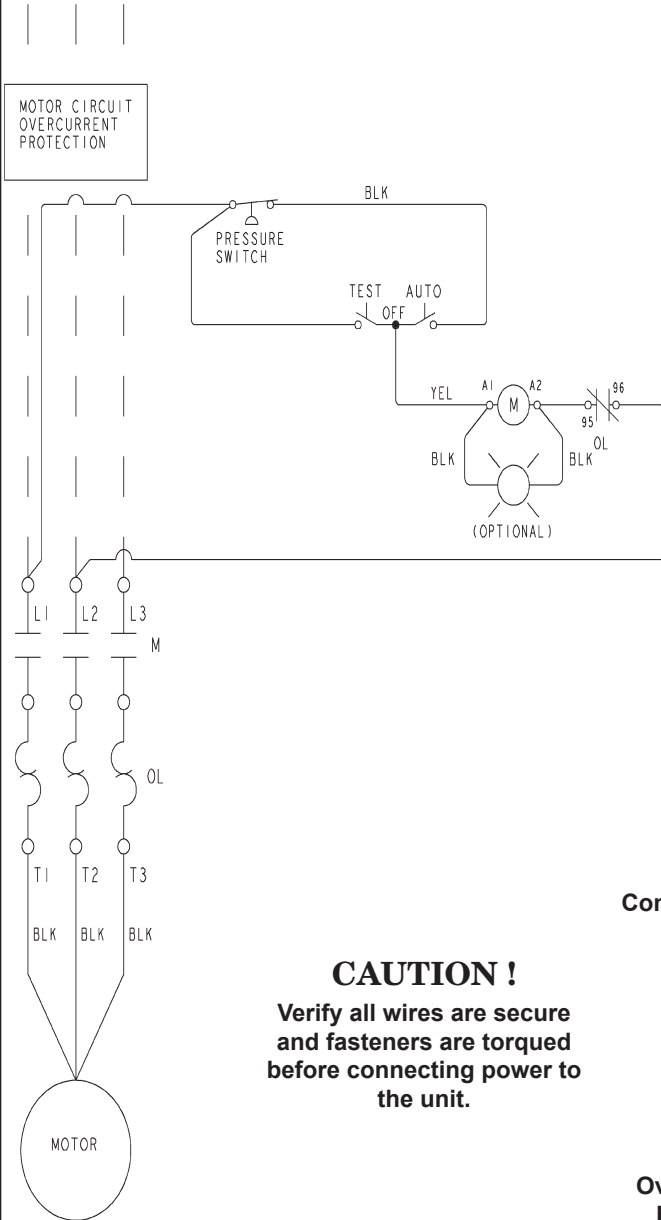 MOTOR CIRCUIT
OVERCURRENT
PROTECTION
BLK
PRESSURE
SWITCH
TEST AUTO
OFF
YEL
A1
M
A2
95
96
OL
BLK
BLK
(OPTIONAL)
L1
L2
L3
M
OL
T1
T2
T3
BLK
BLK
BLK
Cor
CAUTION !
Verify all wires are secure
and fasteners are torqued
before connecting power to
the unit.
MOTOR
Ov